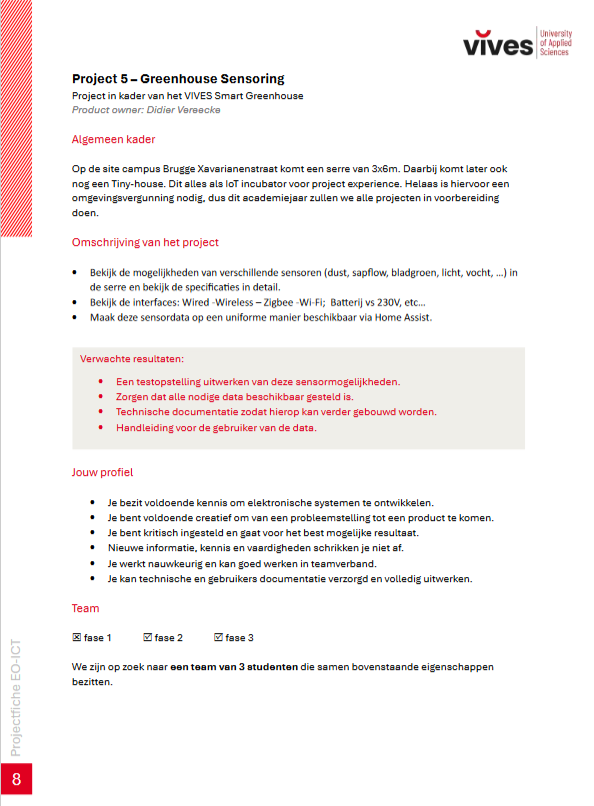 vives University
of Applied
Sciences
Project 5 – Greenhouse Sensoring
Project in kader van het VIVES Smart Greenhouse
Product owner: Didier Vereecke
Algemeen kader
Op de site campus Brugge Xavarianenstraat komt een serre van 3x6m. Daarbij komt later ook
nog een Tiny-house. Dit alles als IoT incubator voor project experience. Helaas is hiervoor een
omgevingsvergunning nodig, dus dit academiejaar zullen we alle projecten in voorbereiding
doen.
Omschrijving van het project
• Bekijk de mogelijkheden van verschillende sensoren (dust, sapflow, bladgroen, licht, vocht, ...) in
de serre en bekijk de specificaties in detail.
• Bekijk de interfaces: Wired -Wireless – Zigbee -Wi-Fi; Batterij vs 230V, etc...
• Maak deze sensordata op een uniforme manier beschikbaar via Home Assist.
Verwachte resultaten:
• Een testopstelling uitwerken van deze sensormogelijkheden.
• Zorgen dat alle nodige data beschikbaar gesteld is.
• Technische documentatie zodat hierop kan verder gebouwd worden.
• Handleiding voor de gebruiker van de data.
Jouw profiel
• Je bezit voldoende kennis om elektronische systemen te ontwikkelen.
• Je bent voldoende creatief om van een probleemstelling tot een product te komen.
• Je bent kritisch ingesteld en gaat voor het best mogelijke resultaat.
• Nieuwe informatie, kennis en vaardigheden schrikken je niet af.
• Je werkt nauwkeurig en kan goed werken in teamverband.
• Je kan technische en gebruikers documentatie verzorgd en volledig uitwerken.
Team
☒ fase 1 ☑ fase 2 ☑ fase 3
We zijn op zoek naar een team van 3 studenten die samen bovenstaande eigenschappen
bezitten.
Projectfiche EO-ICT
8